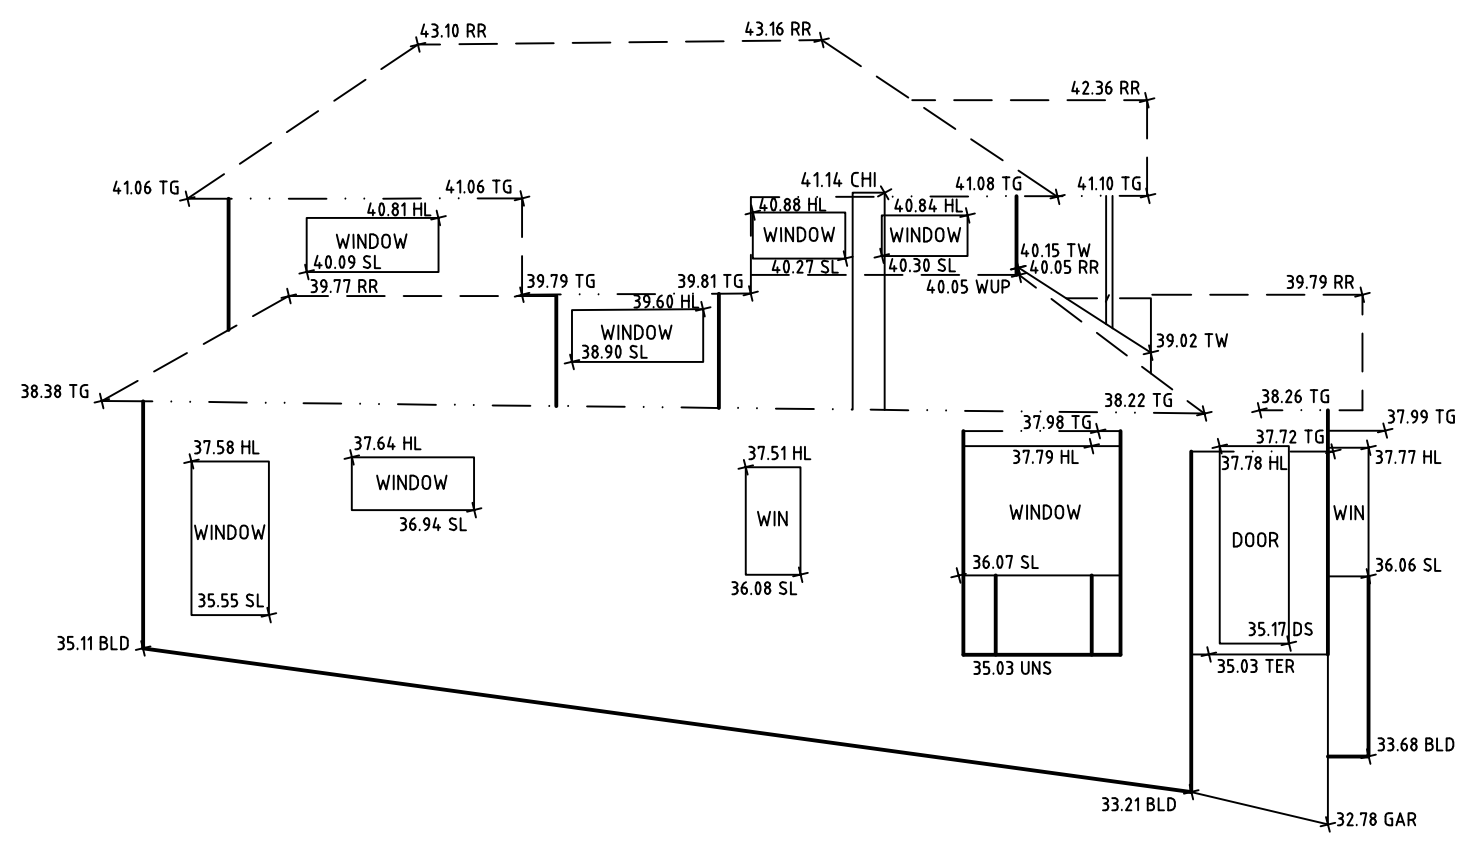 43.10 RR
43.16 RR
42.36 RR
41.06 TG
41.06 TG
41.14 CHI
41.08 TG
41.10 TG
40.81 HL
40.88 HL
40.84 HL
WINDOW
WINDOW
WINDOW
40.09 SL
40.27 SL
40.30 SL
40.15 TW
40.05 RR
39.77 RR
39.79 TG
39.81 TG
40.05 WUP
39.79 RR
39.60 HL
WINDOW
38.90 SL
39.02 TW
38.38 TG
38.22 TG
38.26 TG
37.98 TG
37.99 TG
37.58 HL
37.64 HL
37.51 HL
37.79 HL
37.72 TG
37.78 HL
37.77 HL
WINDOW
WINDOW
WIN
WINDOW
DOOR
WIN
36.94 SL
36.08 SL
36.07 SL
36.06 SL
35.55 SL
35.11 BLD
35.17 DS
35.03 UNS
35.03 TER
33.68 BLD
33.21 BLD
32.78 GAR